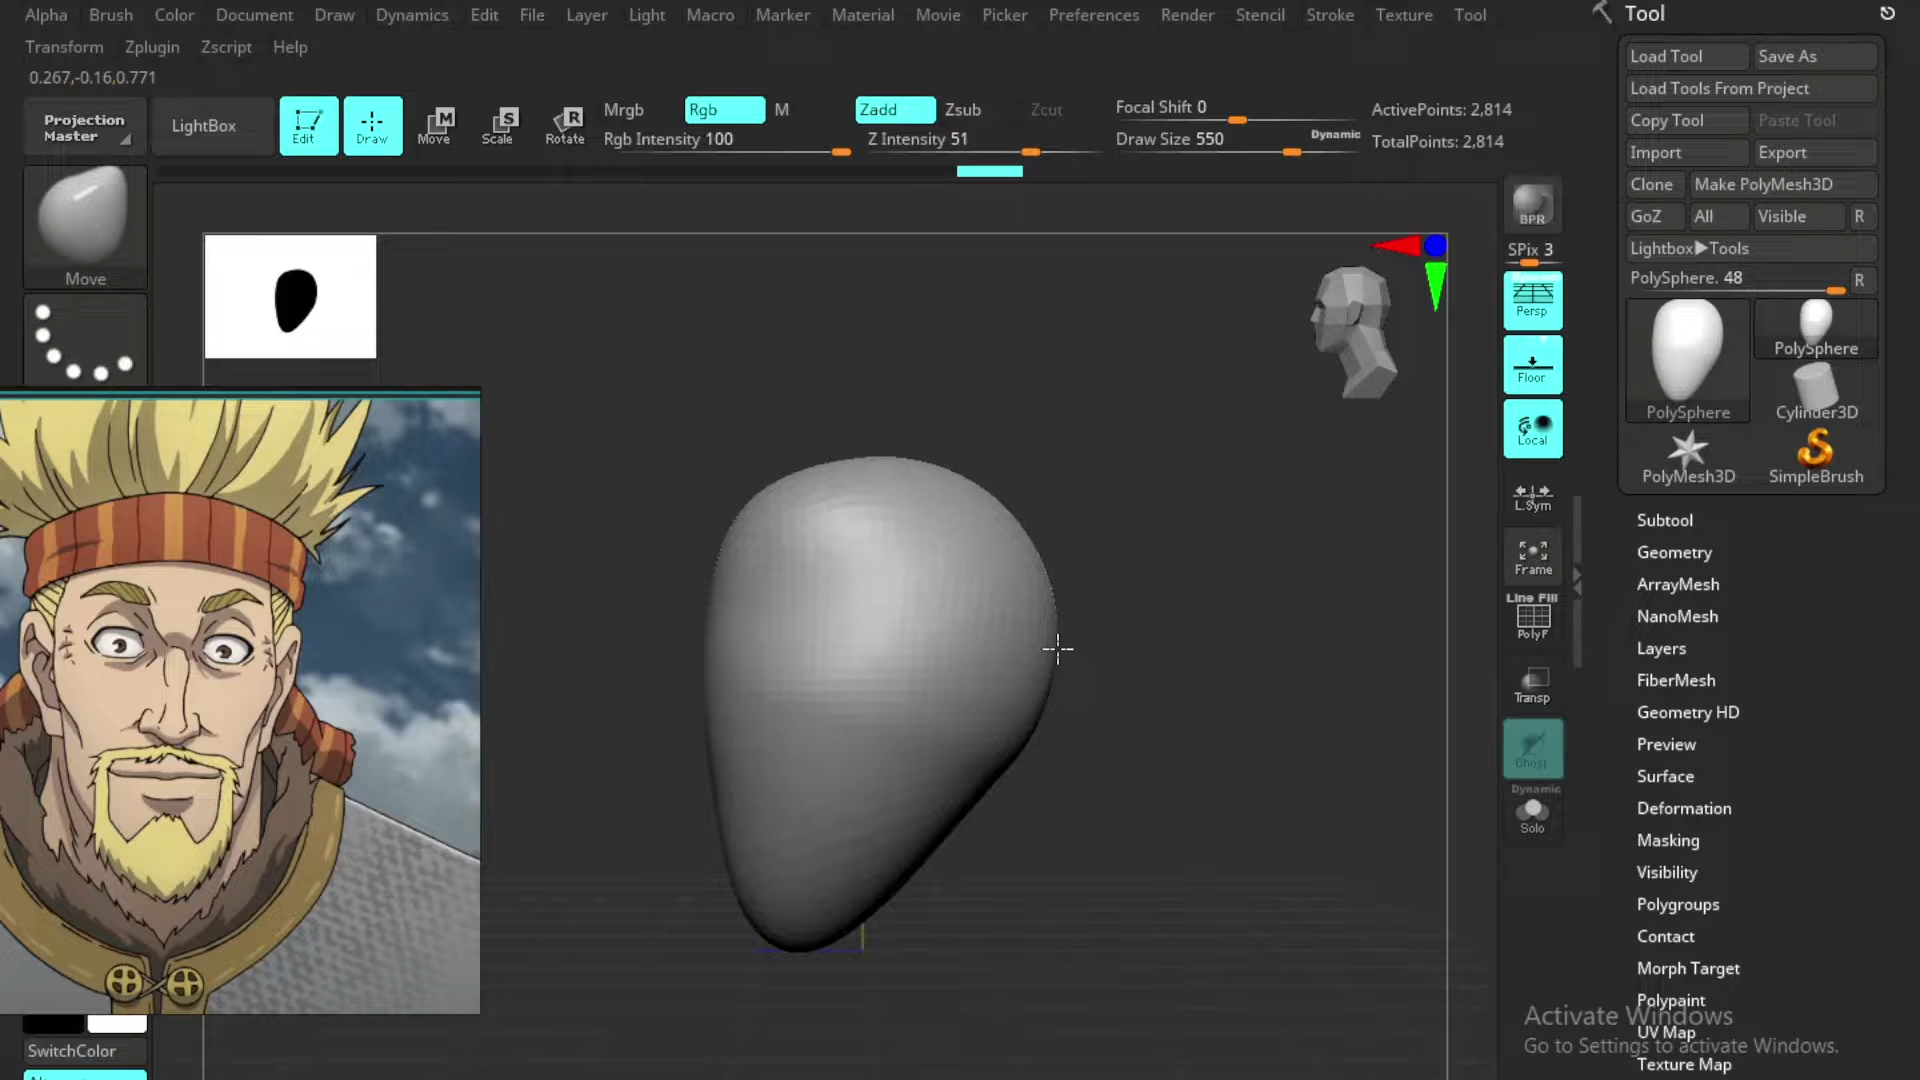 Alpha Brush Color Document Draw Dynamics Edit File Layer Light Macro Marker Material Movie Picker Preferences Render Stencil Stroke Texture Tool
Transform Zplugin Zscript Help
0.267,-0.16,0.771
Projection Master
LightBox
Edit
Draw
M
Move
S
Scale
R
Rotate
Mrgb Rgb M
Rgb Intensity 100
Zadd Zsub Zcut
Z Intensity 51
Focal Shift 0
Draw Size 550
Dynamic
ActivePoints: 2,814
TotalPoints: 2,814
Move
SwitchColor
BPR
SPix 3
Persp
Floor
Local
L.Sym
Frame
Line Fill
PolyF
Transp
Ghost
Dynamic
Solo
Tool
Load Tool Save As
Load Tools From Project
Copy Tool Paste Tool
Import Export
Clone Make PolyMesh3D
GoZ All Visible R
Lightbox▶Tools
PolySphere. 48 R
PolySphere
PolySphere
Cylinder3D
PolyMesh3D
SimpleBrush
Subtool
Geometry
ArrayMesh
NanoMesh
Layers
FiberMesh
Geometry HD
Preview
Surface
Deformation
Masking
Visibility
Polygroups
Contact
Morph Target
Polypaint
UV Map
Texture Map
Activate Windows
Go to Settings to activate Windows.